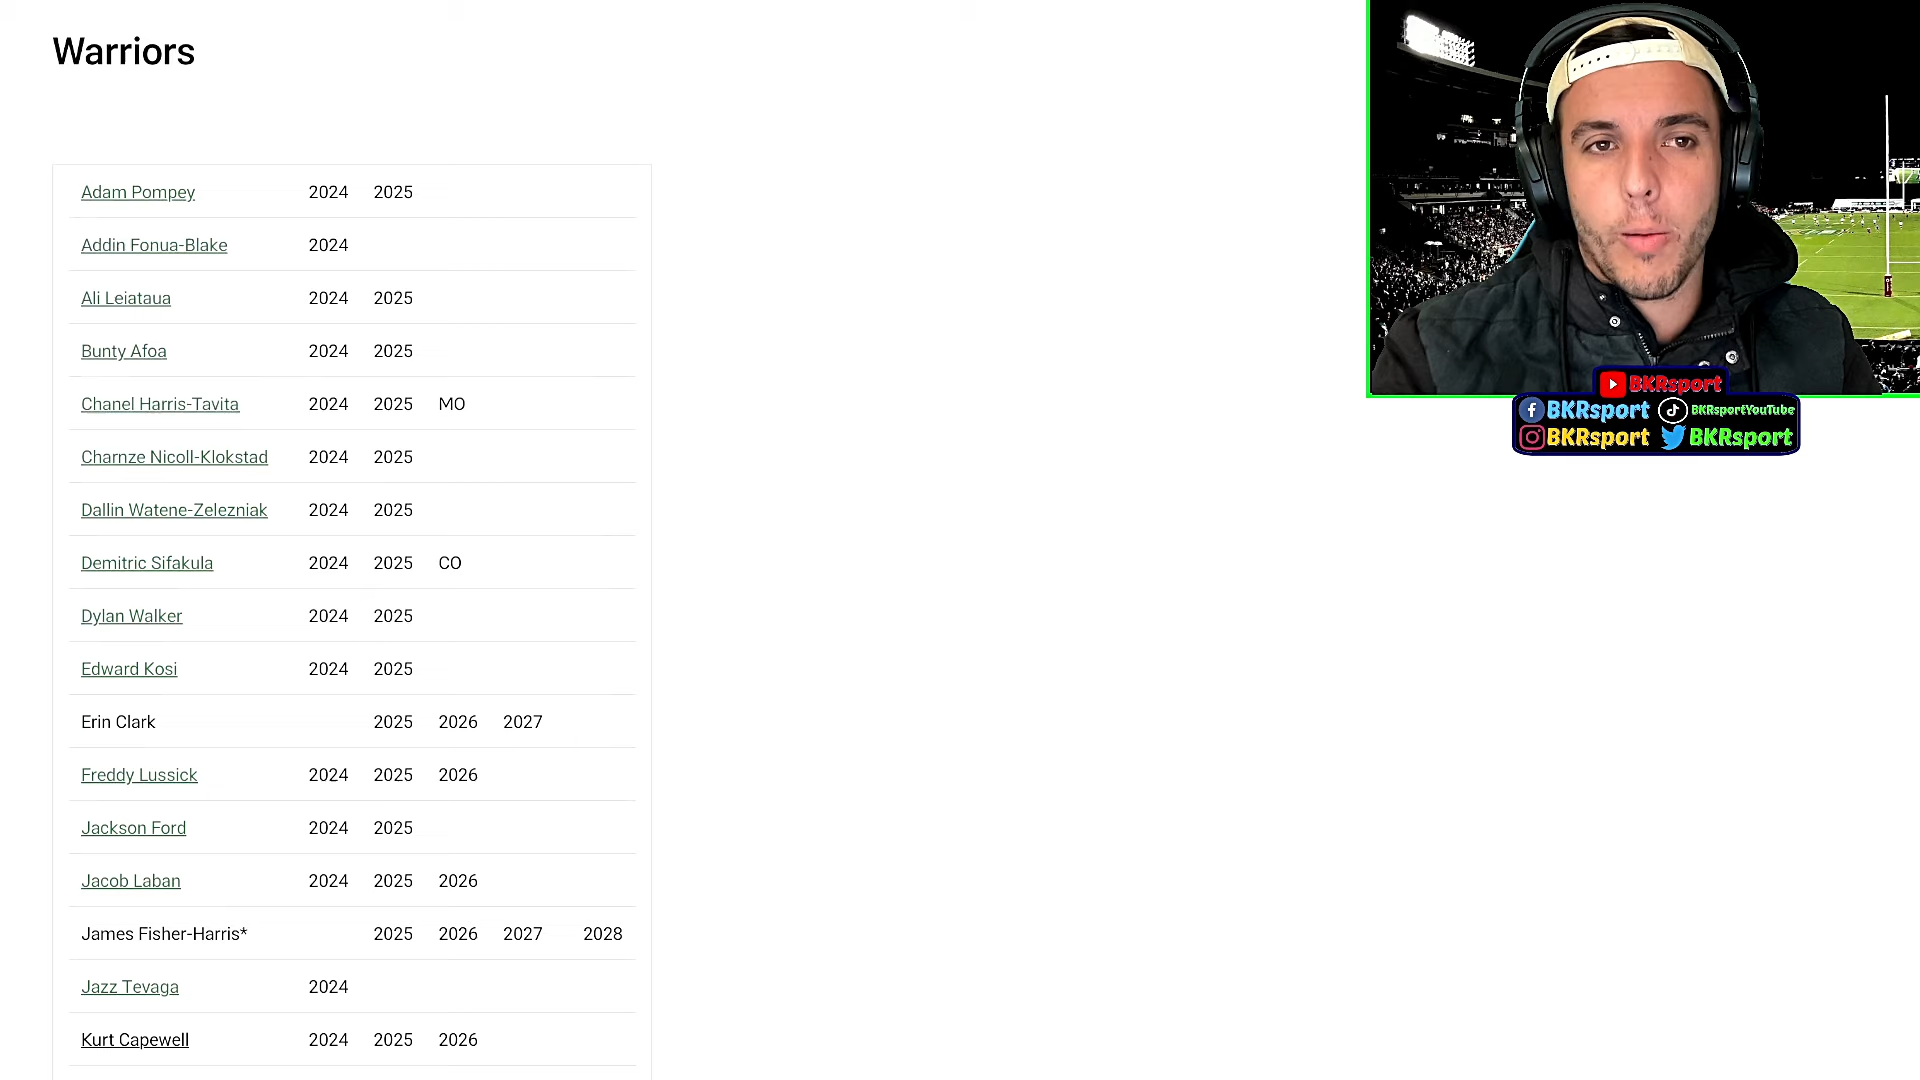 Warriors
Adam Pompey 2024 2025
Addin Fonua-Blake 2024
Ali Leiataua 2024 2025
Bunty Afoa 2024 2025
Chanel Harris-Tavita 2024 2025 MO
Charnze Nicoll-Klokstad 2024 2025
Dallin Watene-Zelezniak 2024 2025
Demitric Sifakula 2024 2025 CO
Dylan Walker 2024 2025
Edward Kosi 2024 2025
Erin Clark 2025 2026 2027
Freddy Lussick 2024 2025 2026
Jackson Ford 2024 2025
Jacob Laban 2024 2025 2026
James Fisher-Harris* 2025 2026 2027 2028
Jazz Tevaga 2024
Kurt Capewell 2024 2025 2026
BKRsport
BKRsport BKRsportYouTube
BKRsport BKRsport